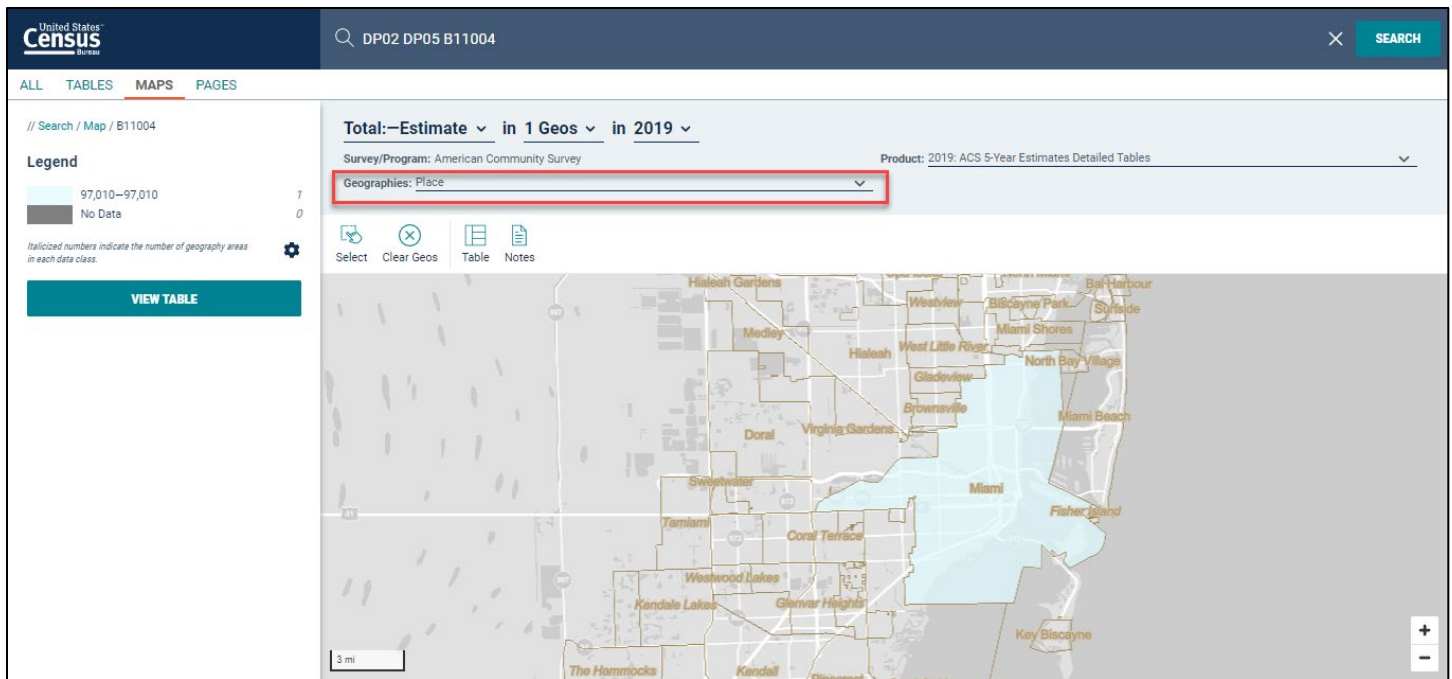 United States™
Census
Bureau
DP02 DP05 B11004
SEARCH
ALL TABLES MAPS PAGES
// Search / Map / B11004
Legend
97,010—97,010 1
No Data 0
Italicized numbers indicate the number of geography areas
in each data class.
VIEW TABLE
Total:—Estimate in 1 Geos in 2019
Survey/Program: American Community Survey
Product: 2019: ACS 5-Year Estimates Detailed Tables
Geographies: Place
Select Clear Geos Table Notes
Hialeah Gardens
Bal Harbour
Westview
Biscayne Park
Surfside
Medley
Miami Shores
Hialeah
West Little River
North Bay Village
Gladeview
Brownsville
Miami Beach
Doral
Virginia Gardens
Sweetwater
Miami
Fisher Island
Tamiami
Coral Terrace
Westwood Lakes
Kendale Lakes
Glenvar Heights
Key Biscayne
3 mi
The Hammocks
Kendall